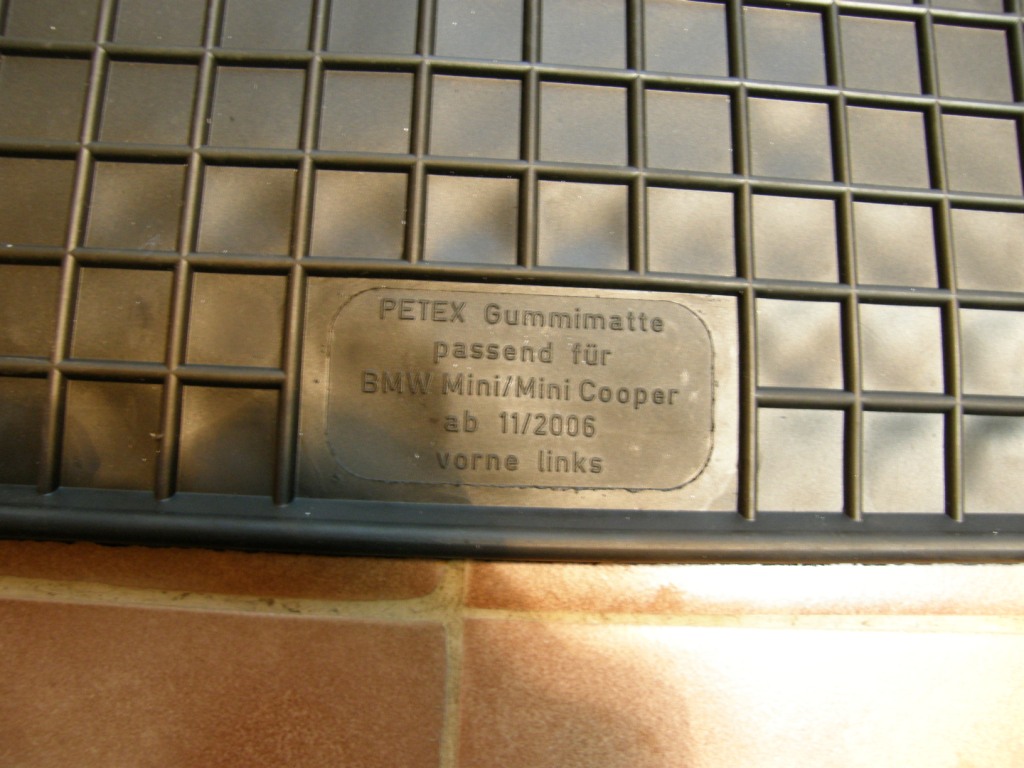 PETEX Gummimatte
passend für
BMW Mini/Mini Cooper
ab 11/2006
vorne links